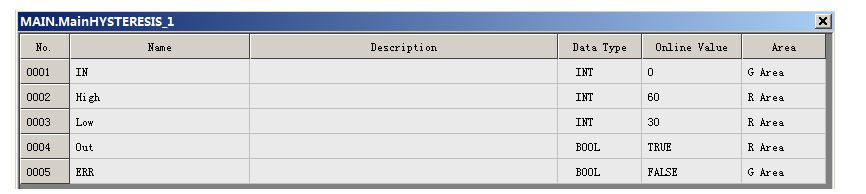 MAIN.MainHYSTERESIS_1
No. Name Description Data Type Online Value Area
0001 IN INT 0 G Area
0002 High INT 60 R Area
0003 Low INT 30 R Area
0004 Out BOOL TRUE R Area
0005 ERR BOOL FALSE G Area